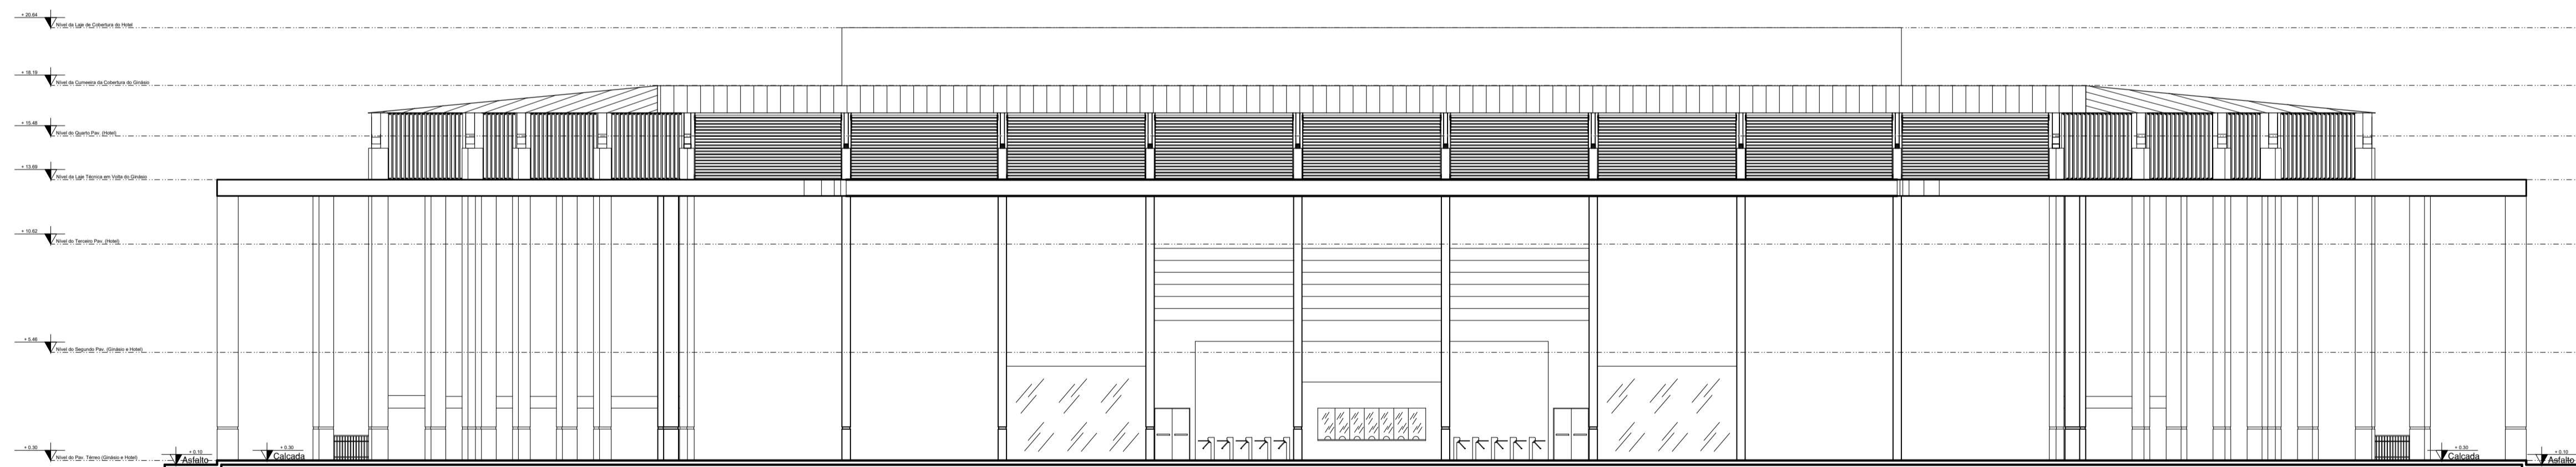 + 20.64
Nível da Laje de Cobertura do Hotel
+ 18.19
Nível da Cumeeira da Cobertura do Ginásio
+ 15.48
Nível do Quarto Pav. (Hotel)
+ 13.69
Nível da Laje Técnica em Volta do Ginásio
+ 10.62
Nível do Terceiro Pav. (Hotel)
+ 5.46
Nível do Segundo Pav. (Ginásio e Hotel)
+ 0.30
Nível do Pav. Térreo (Ginásio e Hotel)
+ 0.10
Asfalto
+ 0.30
Calçada
+ 0.30
Calçada
+ 0.10
Asfalto